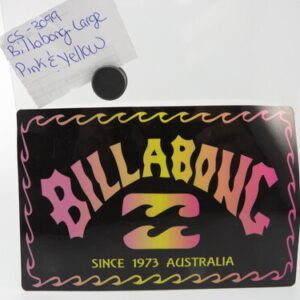 CS-3099
Billabong Large
Pink & Yellow
BILLABONG
SINCE 1973 AUSTRALIA